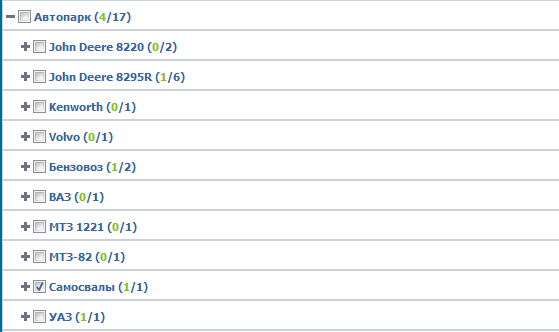 Автопарк (4/17)
John Deere 8220 (0/2)
John Deere 8295R (1/6)
Kenworth (0/1)
Volvo (0/1)
Бензовоз (1/2)
ВАЗ (0/1)
МТЗ 1221 (0/1)
МТЗ-82 (0/1)
Самосвалы (1/1)
УАЗ (1/1)